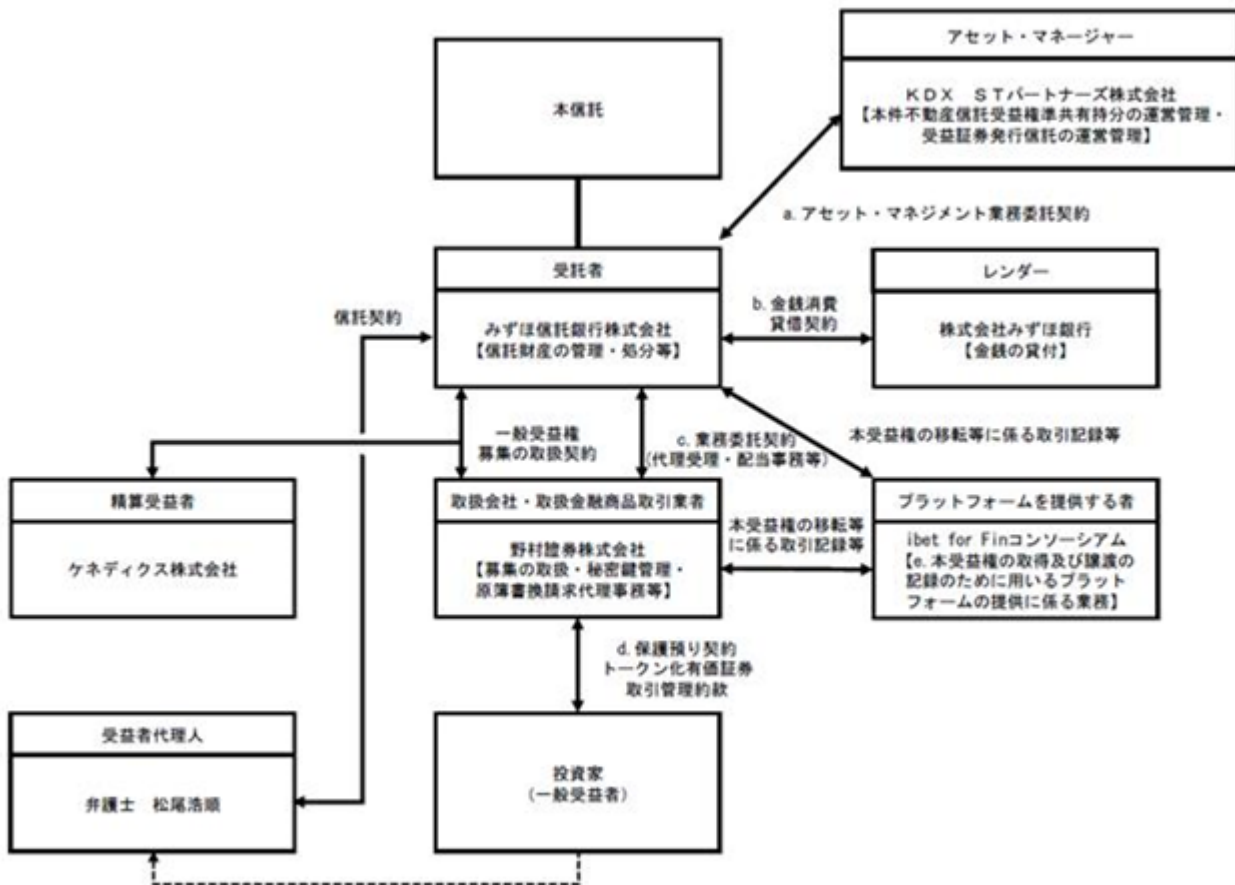 アセット・マネージャー
本信託
ＫＤＸ ＳＴパートナーズ株式会社
【本件不動産信託受益権準共有持分の運営管理・
受益証券発行信託の運営管理】
a. アセット・マネジメント業務委託契約
受託者
レンダー
信託契約
みずほ信託銀行株式会社
【信託財産の管理・処分等】
b. 金銭消費
貸借契約
株式会社みずほ銀行
【金銭の貸付】
一般受益権
募集の取扱契約
c. 業務委託契約
(代理受理・配当事務等)
本受益権の移転等に係る取引記録等
精算受益者
取扱会社・取扱金融商品取引業者
プラットフォームを提供する者
ケネディクス株式会社
野村證券株式会社
【募集の取扱・秘密鍵管理・
原簿書換請求代理事務等】
本受益権の移転等
に係る取引記録等
ibet for Finコンソーシアム
【e. 本受益権の取得及び譲渡の
記録のために用いるプラット
フォームの提供に係る業務】
d. 保護預り契約
トークン化有価証券
取引管理約款
受益者代理人
弁護士　松尾浩順
投資家
(一般受益者)